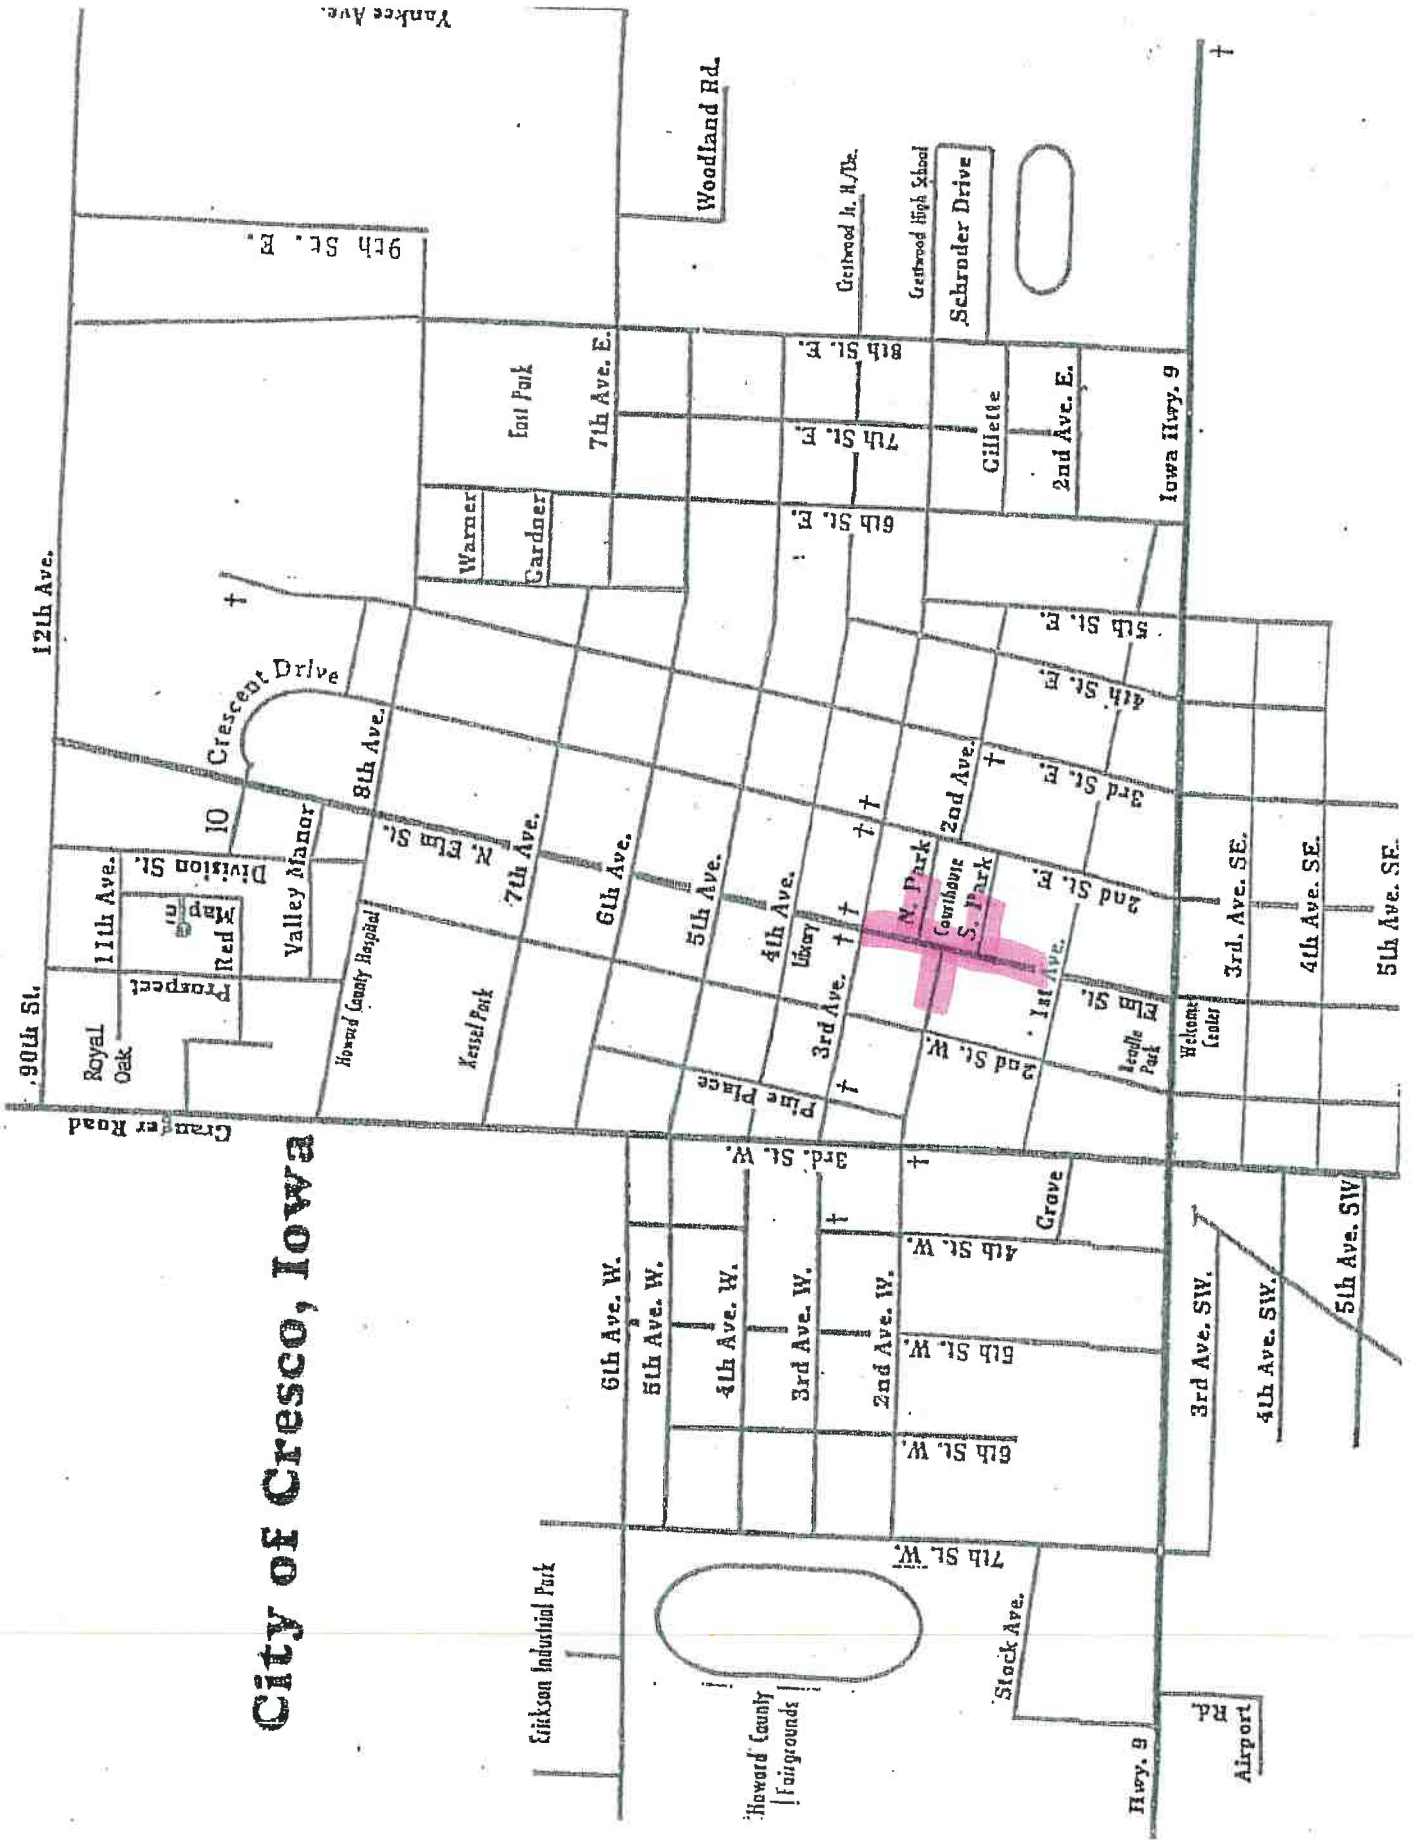 City of Cresco, Iowa
Yankee Ave.
12th Ave.
90th St.
9th St. E.
Woodland Rd.
Crestwood High School
Schroder Drive
8th St. E.
East Park
7th Ave. E.
7th St. E.
Gillette
2nd Ave. E.
Iowa Hwy. 9
Warner
Gardner
6th St. E.
5th St. E.
4th St. E.
3rd St. E.
2nd St. E.
Crescent Drive
10
Division St.
11th Ave.
Red Maple
Valley Manor
Prospect
Royal
Oak
Granger Road
8th Ave.
N. Elm St.
7th Ave.
6th Ave.
5th Ave.
4th Ave.
Library
3rd Ave.
2nd Ave.
N. Park
Courthouse
S. Park
1st Ave.
Elm St.
2nd St. W.
Beadle
Park
Welcome
Center
Howard County Hospital
Kessel Park
Pine Place
3rd. Ave. SE.
4th Ave. SE.
5th Ave. SE.
3rd. St. W.
Grove
4th St. W.
5th St. W.
6th St. W.
7th St. W.
6th Ave. W.
5th Ave. W.
4th Ave. W.
3rd Ave. W.
2nd Ave. W.
3rd Ave. SW.
4th Ave. SW.
5th Ave. SW
Erickson Industrial Park
Howard County
Fairgrounds
Stock Ave.
Hwy. 9
Airport
Rd.